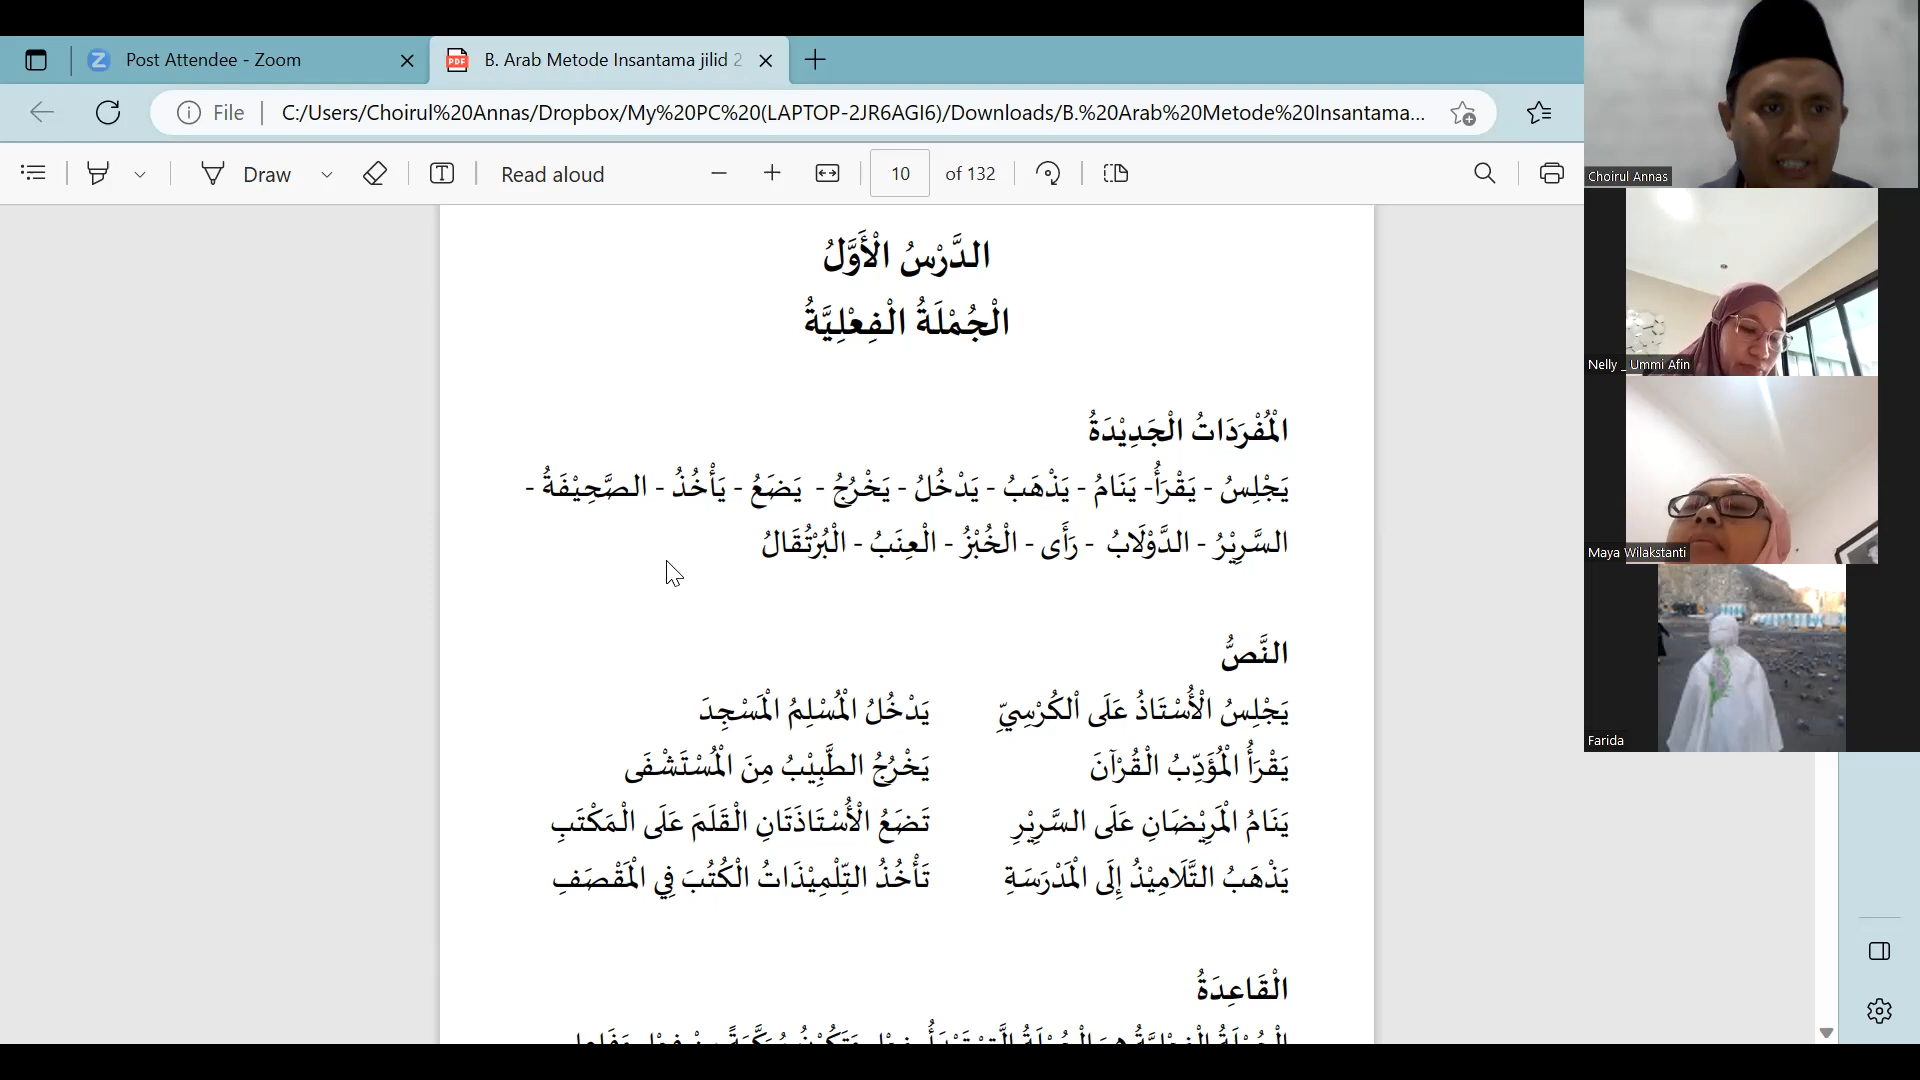 Post Attendee - Zoom
B. Arab Metode Insantama jilid 2
File
C:/Users/Choirul%20Annas/Dropbox/My%20PC%20(LAPTOP-2JR6AGI6)/Downloads/B.%20Arab%20Metode%20Insantama...
Draw
Read aloud
10 of 132
الدَّرْسُ الْأَوَّلُ
الْجُمْلَةُ الْفِعْلِيَّةُ
الْمُفْرَدَاتُ الْجَدِيْدَةُ
يَجْلِسُ - يَقْرَأُ- يَنَامُ - يَذْهَبُ - يَدْخُلُ - يَخْرُجُ - يَضَعُ - يَأْخُذُ - الصَّحِيْفَةُ -
السَّرِيْرُ - الدَّوْلَابُ - رَأَى - الْخُبْزُ - الْعِنَبُ - الْبُرْتُقَالُ
النَّصُّ
يَجْلِسُ الْأُسْتَاذُ عَلَى اْلكُرْسِيِّ يَدْخُلُ الْمُسْلِمُ الْمَسْجِدَ
يَقْرَأُ الْمُؤَدِّبُ الْقُرْآنَ يَخْرُجُ الطَّبِيْبُ مِنَ الْمُسْتَشْفَى
يَنَامُ الْمَرِيْضَانِ عَلَى السَّرِيْرِ تَضَعُ الْأُسْتَاذَتَانِ الْقَلَمَ عَلَى الْمَكْتَبِ
يَذْهَبُ التَّلَامِيْذُ إِلَى الْمَدْرَسَةِ تَأْخُذُ التِّلْمِيْذَاتُ الْكُتُبَ فِي الْمَقْصَفِ
الْقَاعِدَةُ
Choirul Annas
Nelly _ Ummi Afin
Maya Wilakstanti
Farida